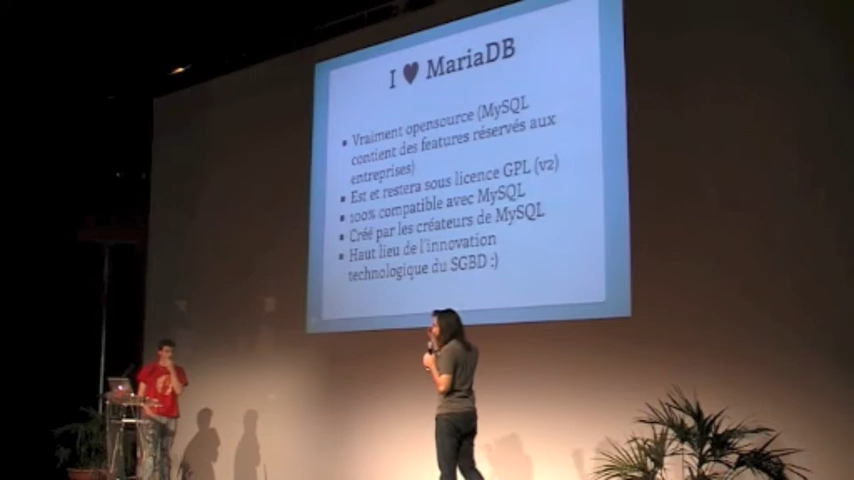 I ♥ MariaDB
▪ Vraiment opensource (MySQL
contient des features réservés aux
entreprises)
▪ Est et restera sous licence GPL (v2)
▪ 100% compatible avec MySQL
▪ Créé par les créateurs de MySQL
▪ Haut lieu de l'innovation
technologique du SGBD :)